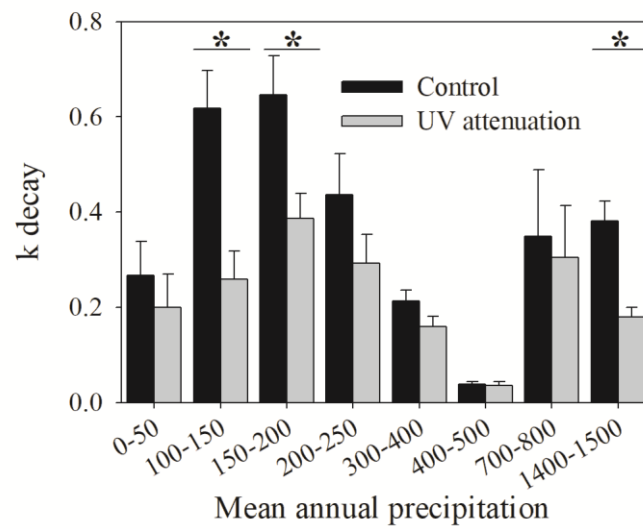 0.8
0.6
0.4
0.2
0.0
k decay
* * *
Control
UV attenuation
0-50
100-150
150-200
200-250
300-400
400-500
700-800
1400-1500
Mean annual precipitation